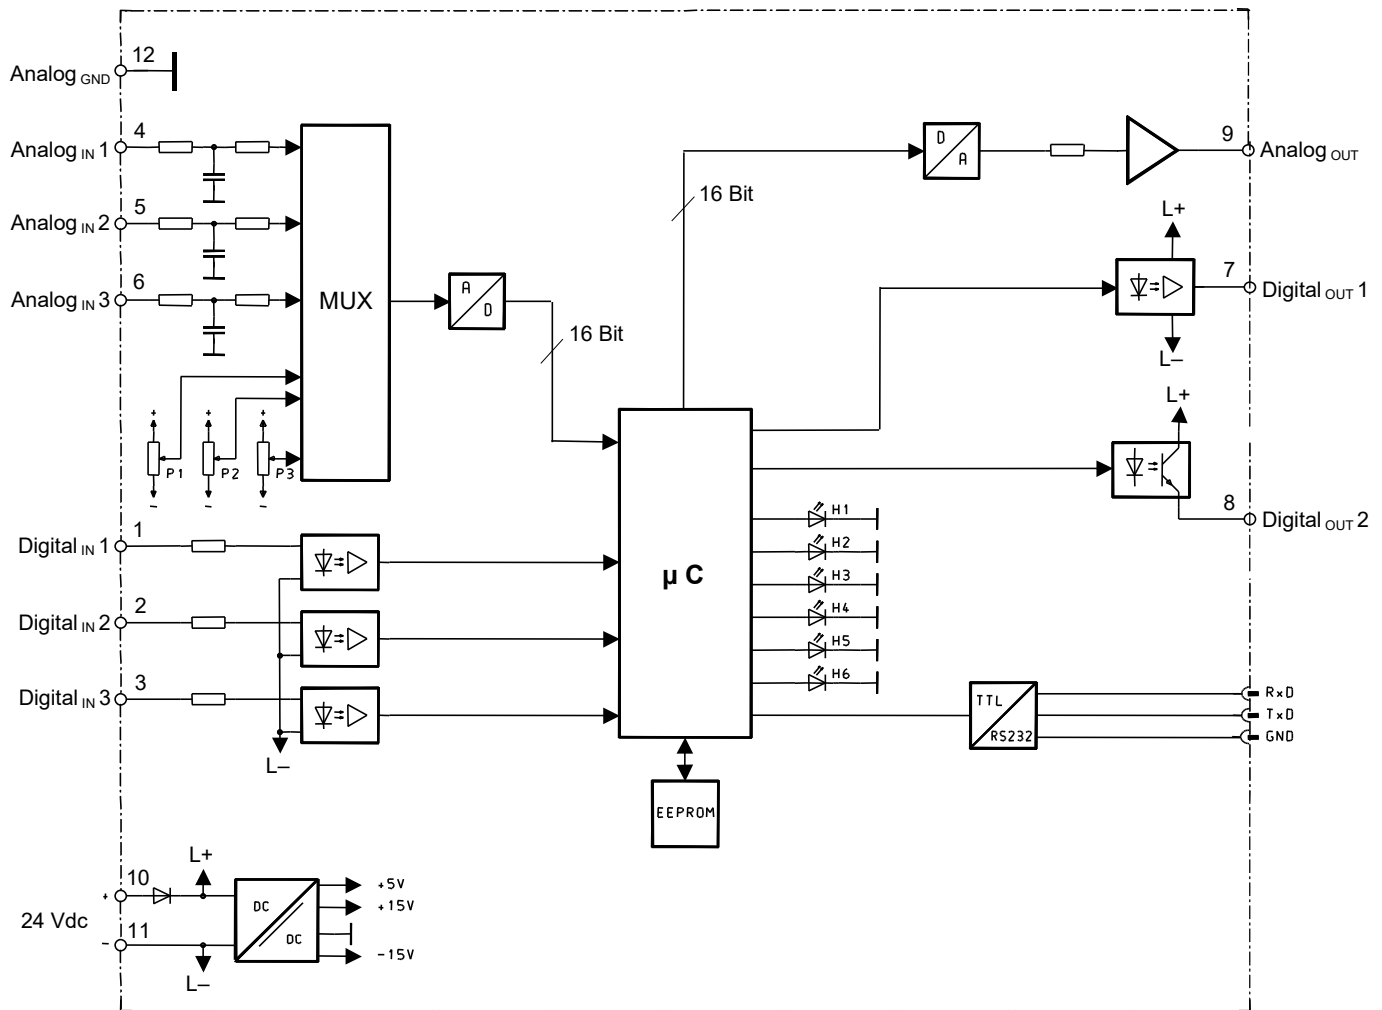 12
Analog GND
4
Analog IN 1
5
Analog IN 2
6
Analog IN 3
MUX
A
D
16 Bit
+ + +
P1 P2 P3
– – –
1
Digital IN 1
2
Digital IN 2
3
Digital IN 3
L–
µ C
EEPROM
16 Bit
D
A
9
Analog OUT
L+
7
Digital OUT 1
L–
L+
8
Digital OUT 2
H1
H2
H3
H4
H5
H6
TTL
RS232
RxD
TxD
GND
L+
10
+
24 Vdc
–
11
L–
DC
DC
+5V
+15V
-15V